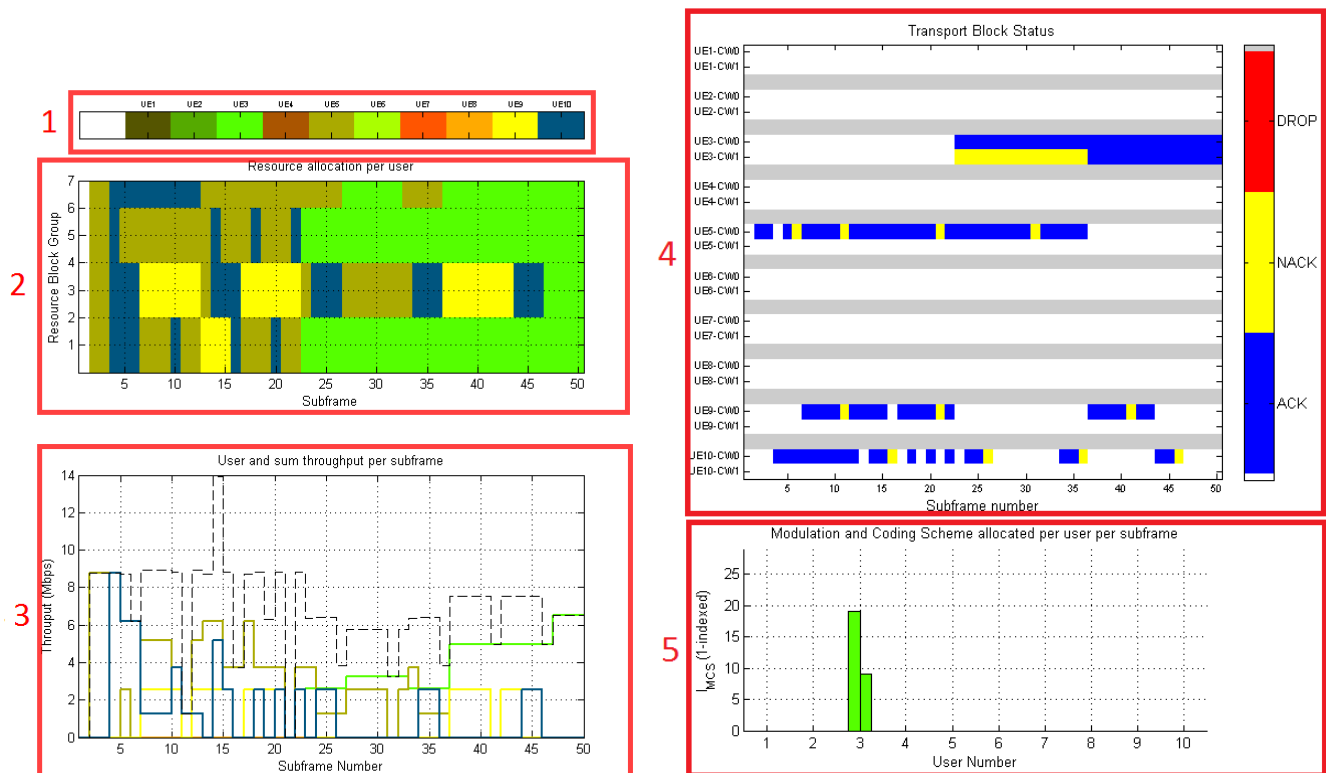 1
UE1 UE2 UE3 UE4 UE5 UE6 UE7 UE8 UE9 UE10
2
Resource allocation per user
Resource Block Group
7
6
5
4
3
2
1
5 10 15 20 25 30 35 40 45 50
Subframe
3
User and sum throughput per subframe
Throuput (Mbps)
14
12
10
8
6
4
2
0
5 10 15 20 25 30 35 40 45 50
Subframe Number
4
Transport Block Status
UE1-CW0
UE1-CW1
UE2-CW0
UE2-CW1
UE3-CW0
UE3-CW1
UE4-CW0
UE4-CW1
UE5-CW0
UE5-CW1
UE6-CW0
UE6-CW1
UE7-CW0
UE7-CW1
UE8-CW0
UE8-CW1
UE9-CW0
UE9-CW1
UE10-CW0
UE10-CW1
5 10 15 20 25 30 35 40 45 50
Subframe number
DROP
NACK
ACK
5
Modulation and Coding Scheme allocated per user per subframe
I_MCS (1-indexed)
25
20
15
10
5
0
1 2 3 4 5 6 7 8 9 10
User Number